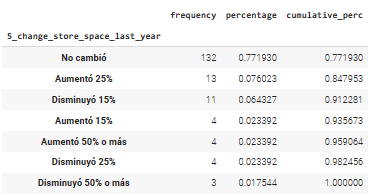 frequency percentage cumulative_perc
5_change_store_space_last_year
No cambió 132 0.771930 0.771930
Aumentó 25% 13 0.076023 0.847953
Disminuyó 15% 11 0.064327 0.912281
Aumentó 15% 4 0.023392 0.935673
Aumentó 50% o más 4 0.023392 0.959064
Disminuyó 25% 4 0.023392 0.982456
Disminuyó 50% o más 3 0.017544 1.000000